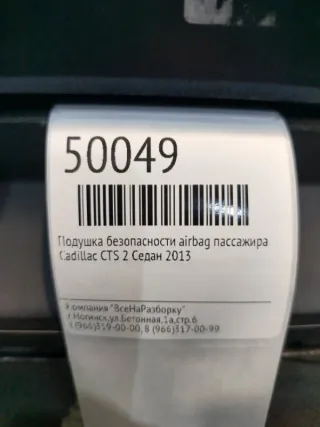 50049
Подушка безопасности airbag пассажира
Cadillac CTS 2 Седан 2013
Компания "ВсеНаРазборку"
г.Ногинск,ул.Бетонная,1а,стр.6
8 (966)319-00-00, 8 (966)317-00-99